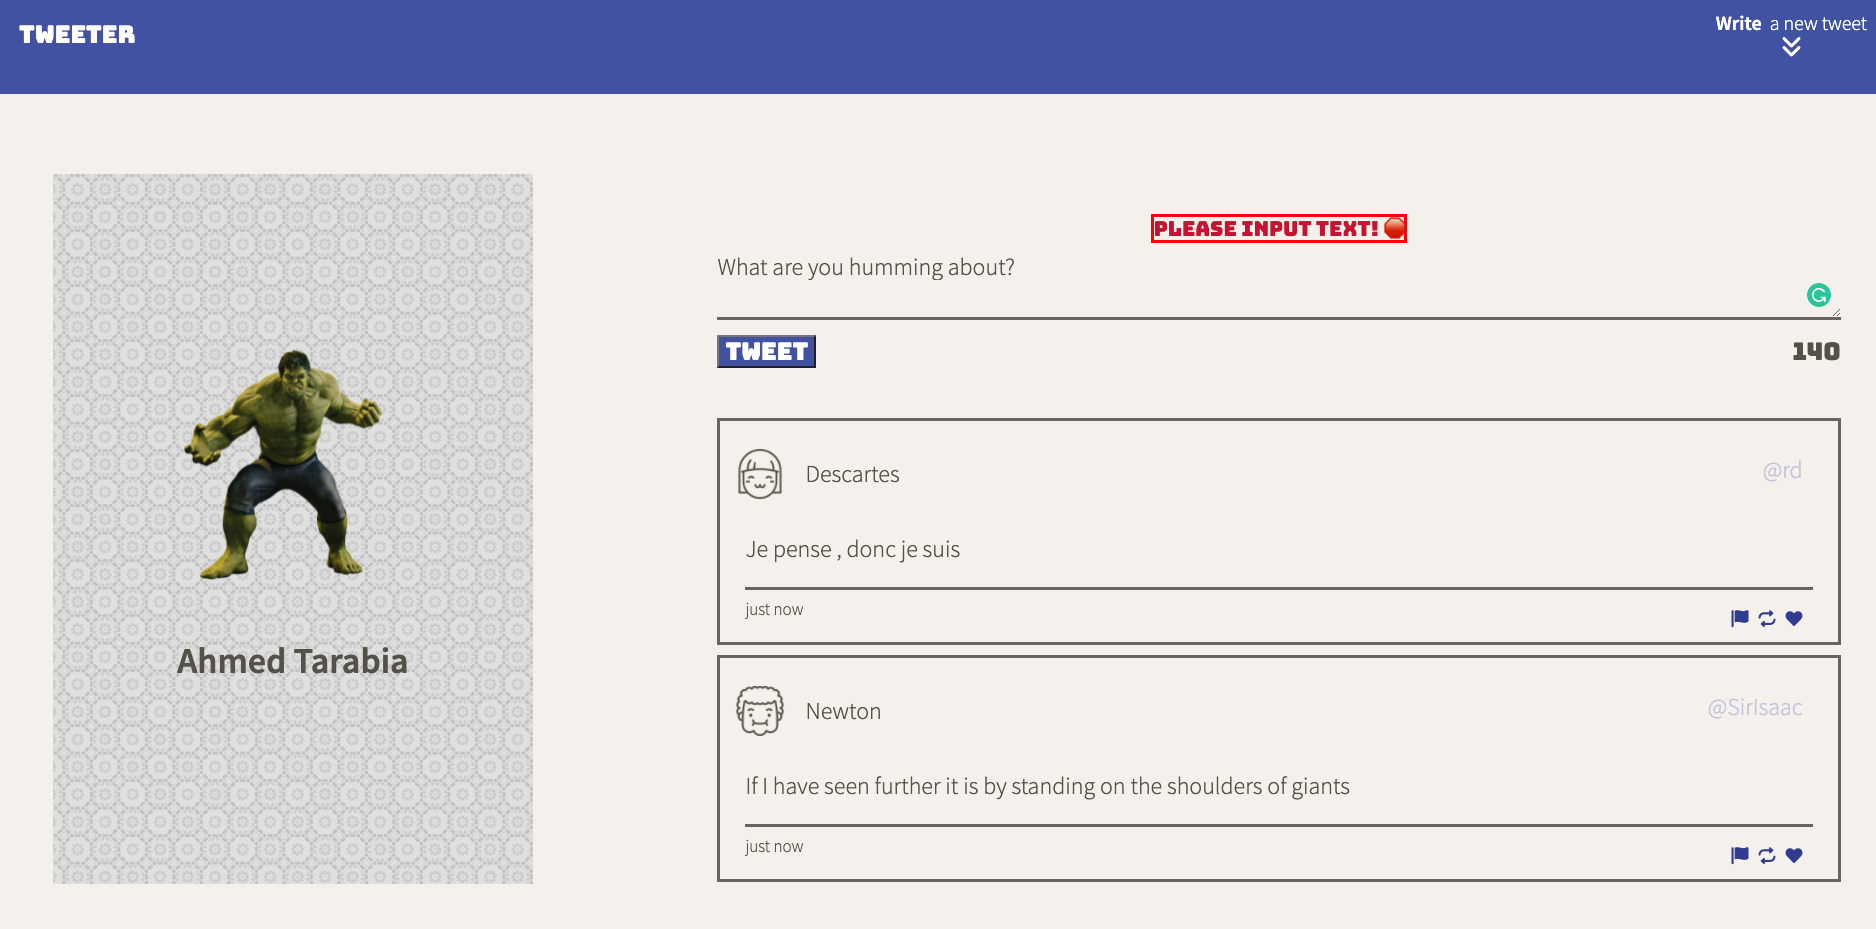 TWEETER
Write a new tweet
Ahmed Tarabia
PLEASE INPUT TEXT! 🛑
What are you humming about?
TWEET
140
Descartes
@rd
Je pense , donc je suis
just now
Newton
@SirIsaac
If I have seen further it is by standing on the shoulders of giants
just now